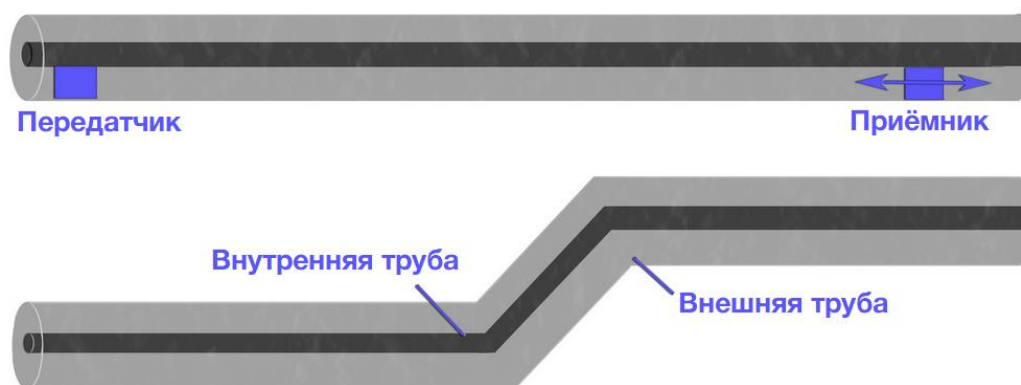 Передатчик
Приёмник
Внутренняя труба
Внешняя труба